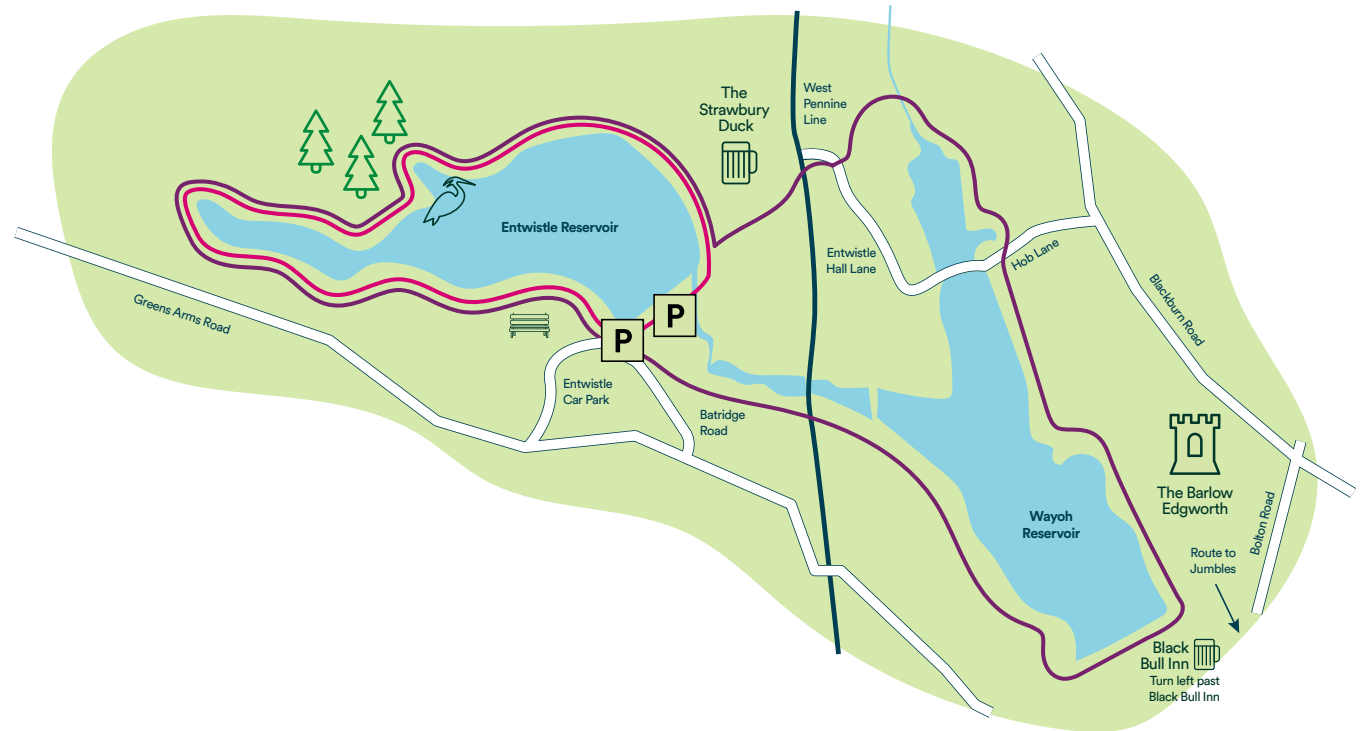 The
Strawbury
Duck
West
Pennine
Line
Entwistle Reservoir
Entwistle
Hall Lane
Hob Lane
Greens Arms Road
Blackburn Road
P
P
Entwistle
Car Park
Batridge
Road
The Barlow
Edgworth
Wayoh
Reservoir
Bolton Road
Route to
Jumbles
Black
Bull Inn
Turn left past
Black Bull Inn